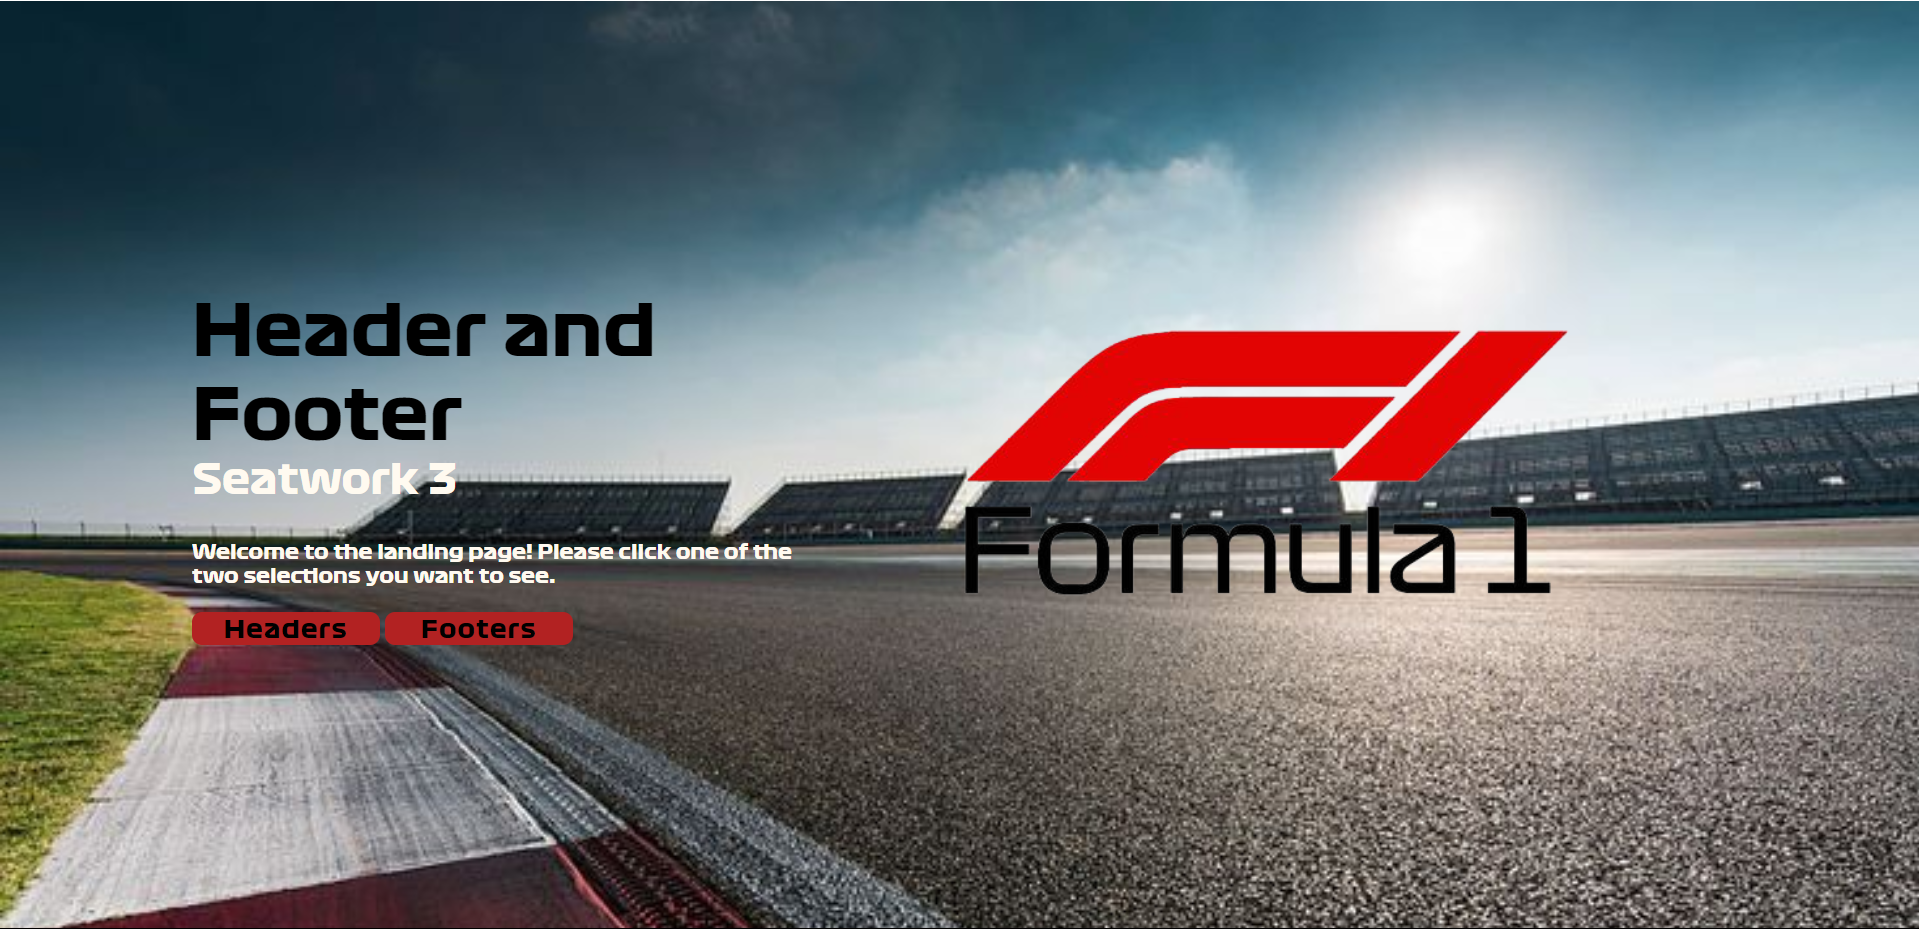 Header and
Footer
Seatwork 3
Welcome to the landing page! Please click one of the
two selections you want to see.
Headers Footers
F1
Formula 1